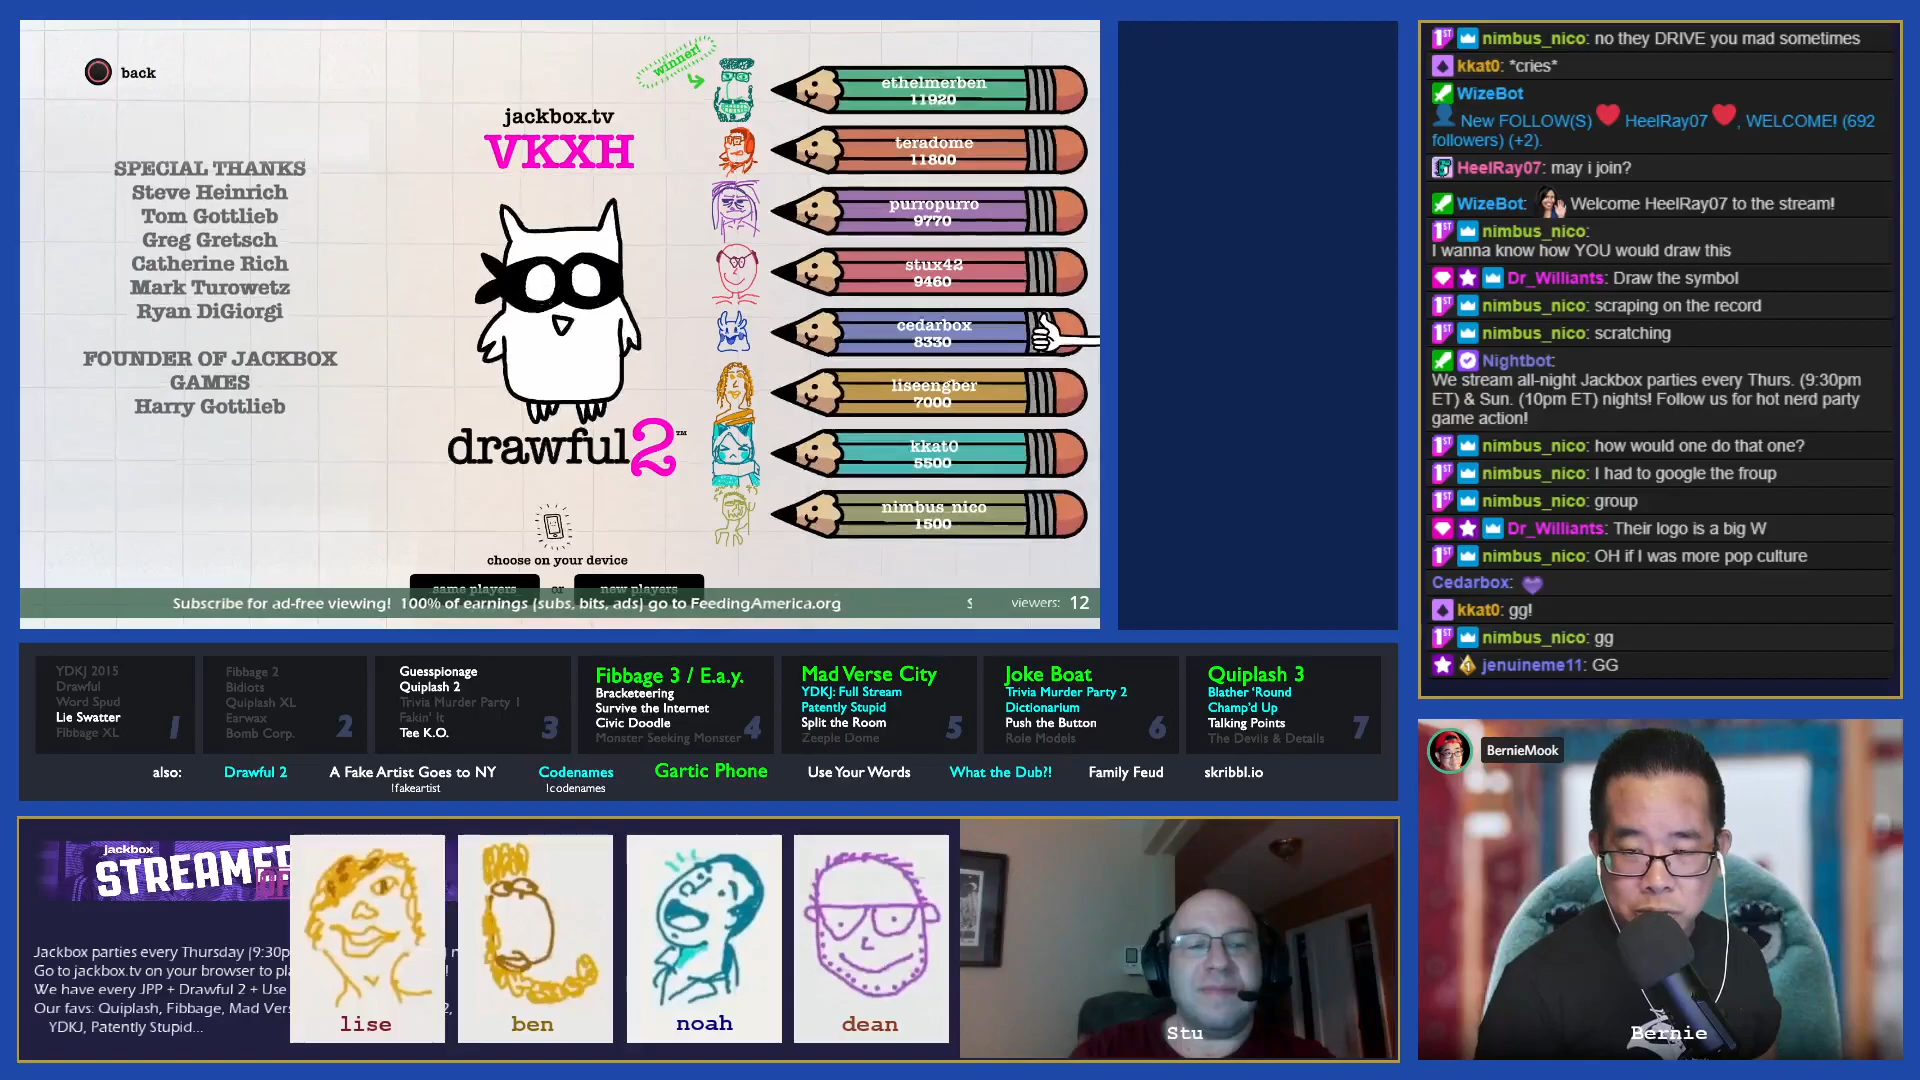 back
SPECIAL THANKS
Steve Heinrich
Tom Gottlieb
Greg Gretsch
Catherine Rich
Mark Turowetz
Ryan DiGiorgi
FOUNDER OF JACKBOX
GAMES
Harry Gottlieb
jackbox.tv
VKXH
drawful 2™
choose on your device
same players or new players
winner!
ethelmerben
11920
teradome
11800
purropurro
9770
stux42
9460
cedarbox
8330
liseengber
7000
kkat0
5500
nimbus_nico
1500
Subscribe for ad-free viewing! 100% of earnings (subs, bits, ads) go to FeedingAmerica.org
viewers: 12
nimbus_nico: no they DRIVE you mad sometimes
kkat0: *cries*
WizeBot
New FOLLOW(S) HeelRay07, WELCOME! (692
followers) (+2).
HeelRay07: may i join?
WizeBot: Welcome HeelRay07 to the stream!
nimbus_nico:
I wanna know how YOU would draw this
Dr_Williants: Draw the symbol
nimbus_nico: scraping on the record
nimbus_nico: scratching
Nightbot:
We stream all-night Jackbox parties every Thurs. (9:30pm
ET) & Sun. (10pm ET) nights! Follow us for hot nerd party
game action!
nimbus_nico: how would one do that one?
nimbus_nico: I had to google the froup
nimbus_nico: group
Dr_Williants: Their logo is a big W
nimbus_nico: OH if I was more pop culture
Cedarbox:
kkat0: gg!
nimbus_nico: gg
jenuineme11: GG
YDKJ 2015
Drawful
Word Spud
Lie Swatter
Fibbage XL
1
Fibbage 2
Bidiots
Quiplash XL
Earwax
Bomb Corp.
2
Guesspionage
Quiplash 2
Trivia Murder Party 1
Fakin' It
Tee K.O.
3
Fibbage 3 / E.a.y.
Bracketeering
Survive the Internet
Civic Doodle
Monster Seeking Monster
4
Mad Verse City
YDKJ: Full Stream
Patently Stupid
Split the Room
Zeeple Dome
5
Joke Boat
Trivia Murder Party 2
Dictionarium
Push the Button
Role Models
6
Quiplash 3
Blather 'Round
Champ'd Up
Talking Points
The Devils & Details
7
also: Drawful 2 A Fake Artist Goes to NY Codenames Gartic Phone Use Your Words What the Dub?! Family Feud skribbl.io
!fakeartist !codenames
jackbox
STREAMED
OF
Jackbox parties every Thursday (9:30p
Go to jackbox.tv on your browser to pla
We have every JPP + Drawful 2 + Use
Our favs: Quiplash, Fibbage, Mad Vers
YDKJ, Patently Stupid...
lise
ben
noah
dean
Stu
BernieMook
Bernie